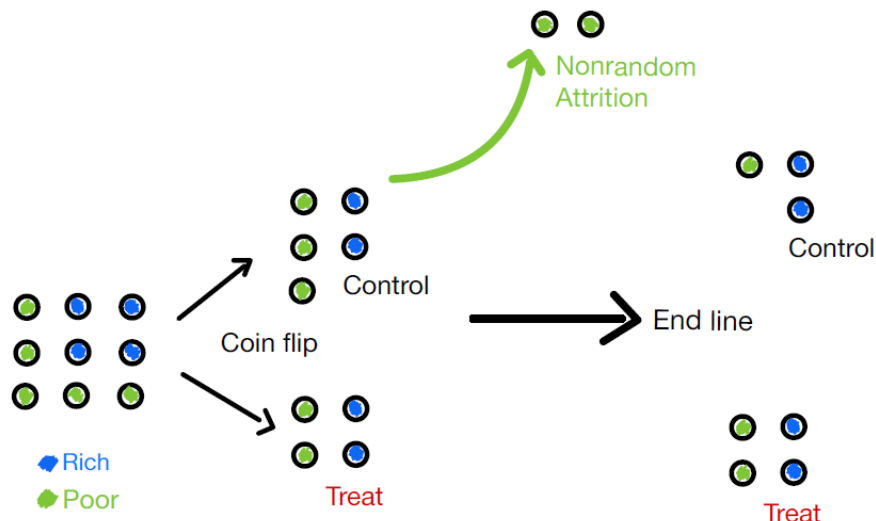 Nonrandom
Attrition
Control
Control
Coin flip
End line
Rich
Poor
Treat
Treat